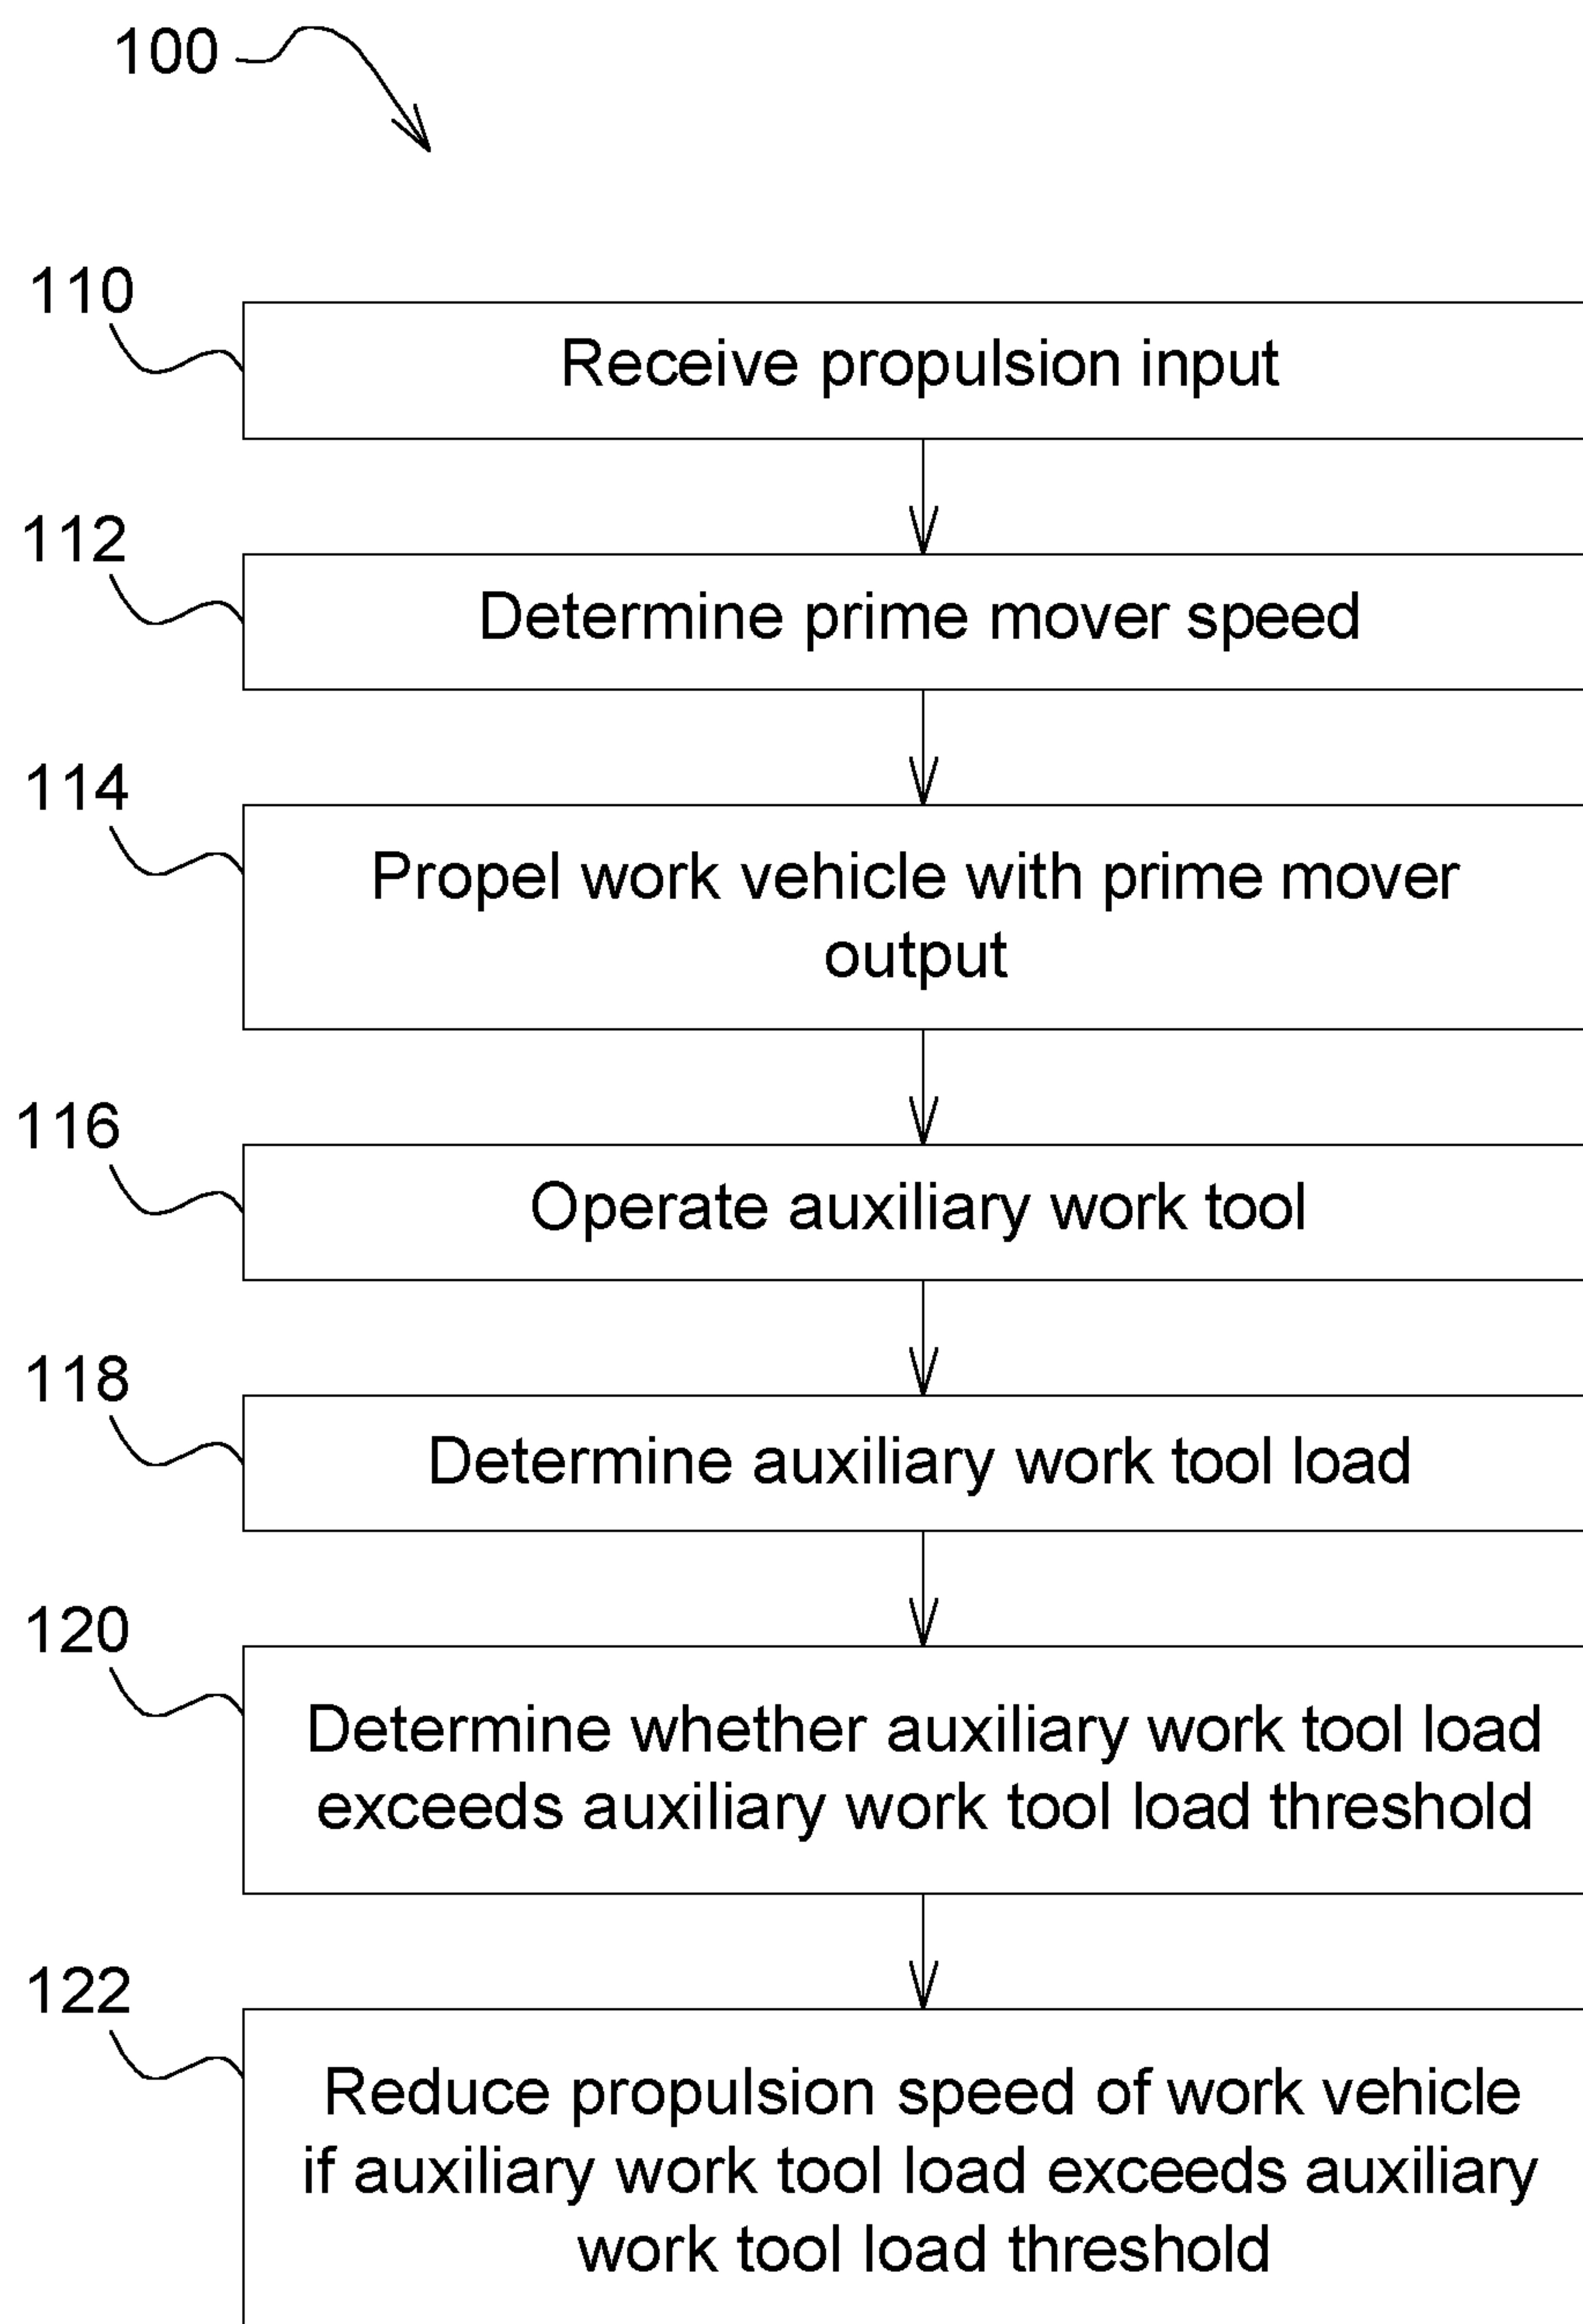 100
110
Receive propulsion input
112
Determine prime mover speed
114
Propel work vehicle with prime mover
output
116
Operate auxiliary work tool
118
Determine auxiliary work tool load
120
Determine whether auxiliary work tool load
exceeds auxiliary work tool load threshold
122
Reduce propulsion speed of work vehicle
if auxiliary work tool load exceeds auxiliary
work tool load threshold